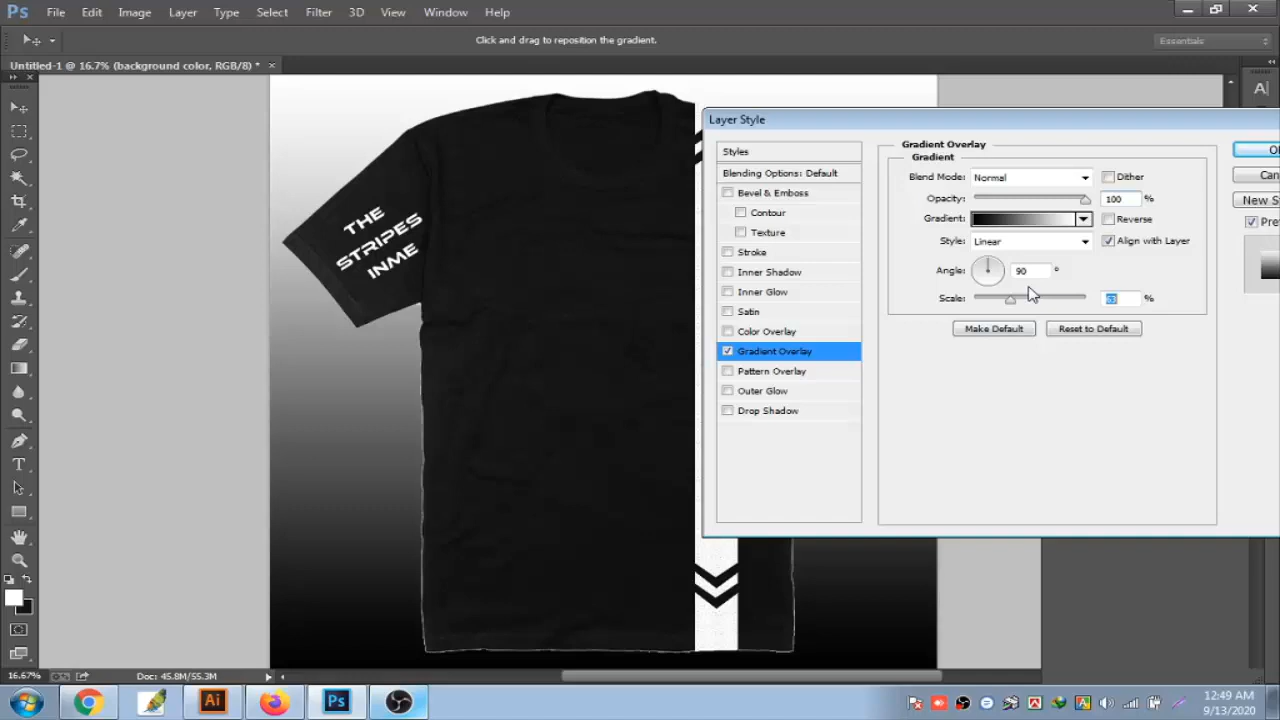 Ps File Edit Image Layer Type Select Filter 3D View Window Help
Click and drag to reposition the gradient.
Essentials
Untitled-1 @ 16.7% (background color, RGB/8) *
THE
STRIPES
INME
Layer Style
Styles
Blending Options: Default
Bevel & Emboss
Contour
Texture
Stroke
Inner Shadow
Inner Glow
Satin
Color Overlay
Gradient Overlay
Pattern Overlay
Outer Glow
Drop Shadow
Gradient Overlay
Gradient
Blend Mode: Normal Dither
Opacity: 100 %
Gradient: Reverse
Style: Linear Align with Layer
Angle: 90 °
Scale: 63 %
Make Default Reset to Default
New S
16.67% Doc: 45.8M/55.3M
Ai Ps
12:49 AM
9/13/2020